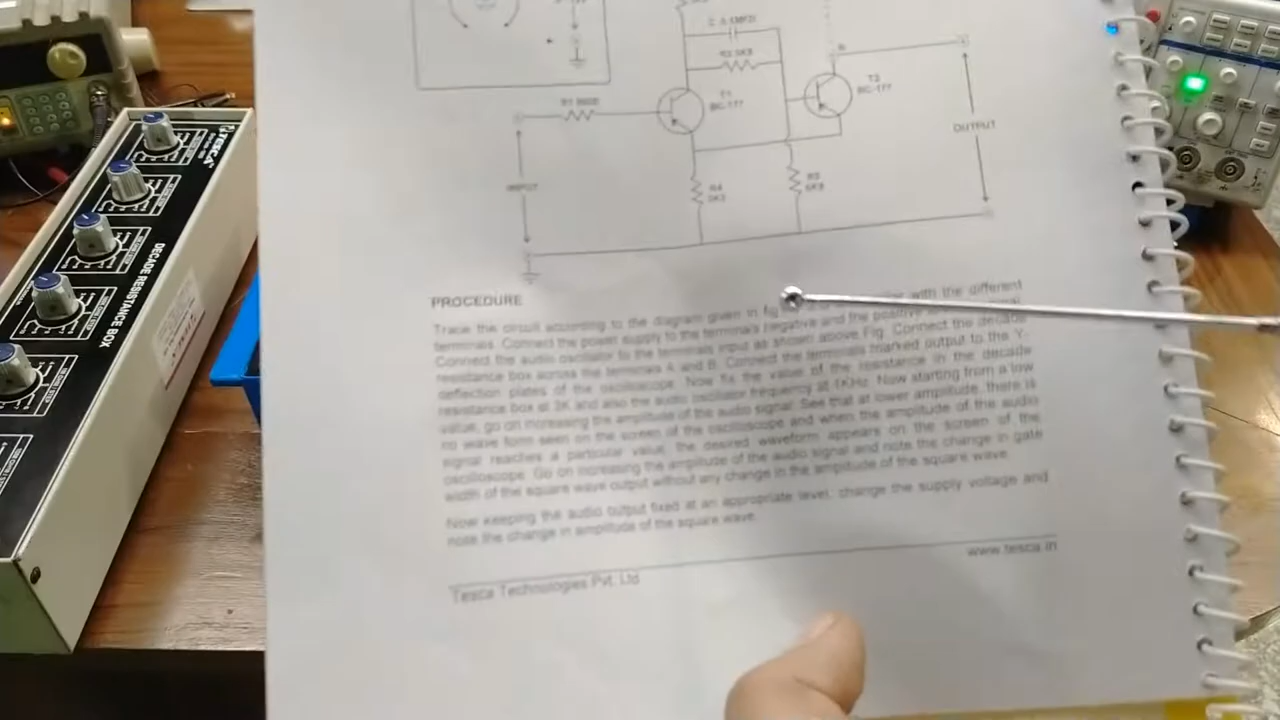 T1
BC-177
T2
BC-177
INPUT
OUTPUT
R4
R3
PROCEDURE
Trace the circuit according to the diagram given in fig with the different
terminals. Connect the power supply to the terminals negative and the positive
Connect the audio oscillator to the terminals input as shown above Fig. Connect the decade
resistance box across the terminals A and B. Connect the terminals marked output to the Y-
deflection plates of the oscilloscope. Now fix the value of the resistance in the decade
resistance box at 3K and also the audio oscillator frequency at 1KHz. Now starting from a low
value, go on increasing the amplitude of the audio signal. See that at lower amplitude, there is
no wave form seen on the screen of the oscilloscope and when the amplitude of the audio
signal reaches a particular value, the desired waveform appears on the screen of the
oscilloscope. Go on increasing the amplitude of the audio signal and note the change in gate
width of the square wave output without any change in the amplitude of the square wave.
Now keeping the audio output fixed at an appropriate level, change the supply voltage and
note the change in amplitude of the square wave.
Tesca Technologies Pvt. Ltd
www.tesca.in
TESCA
DECADE RESISTANCE BOX